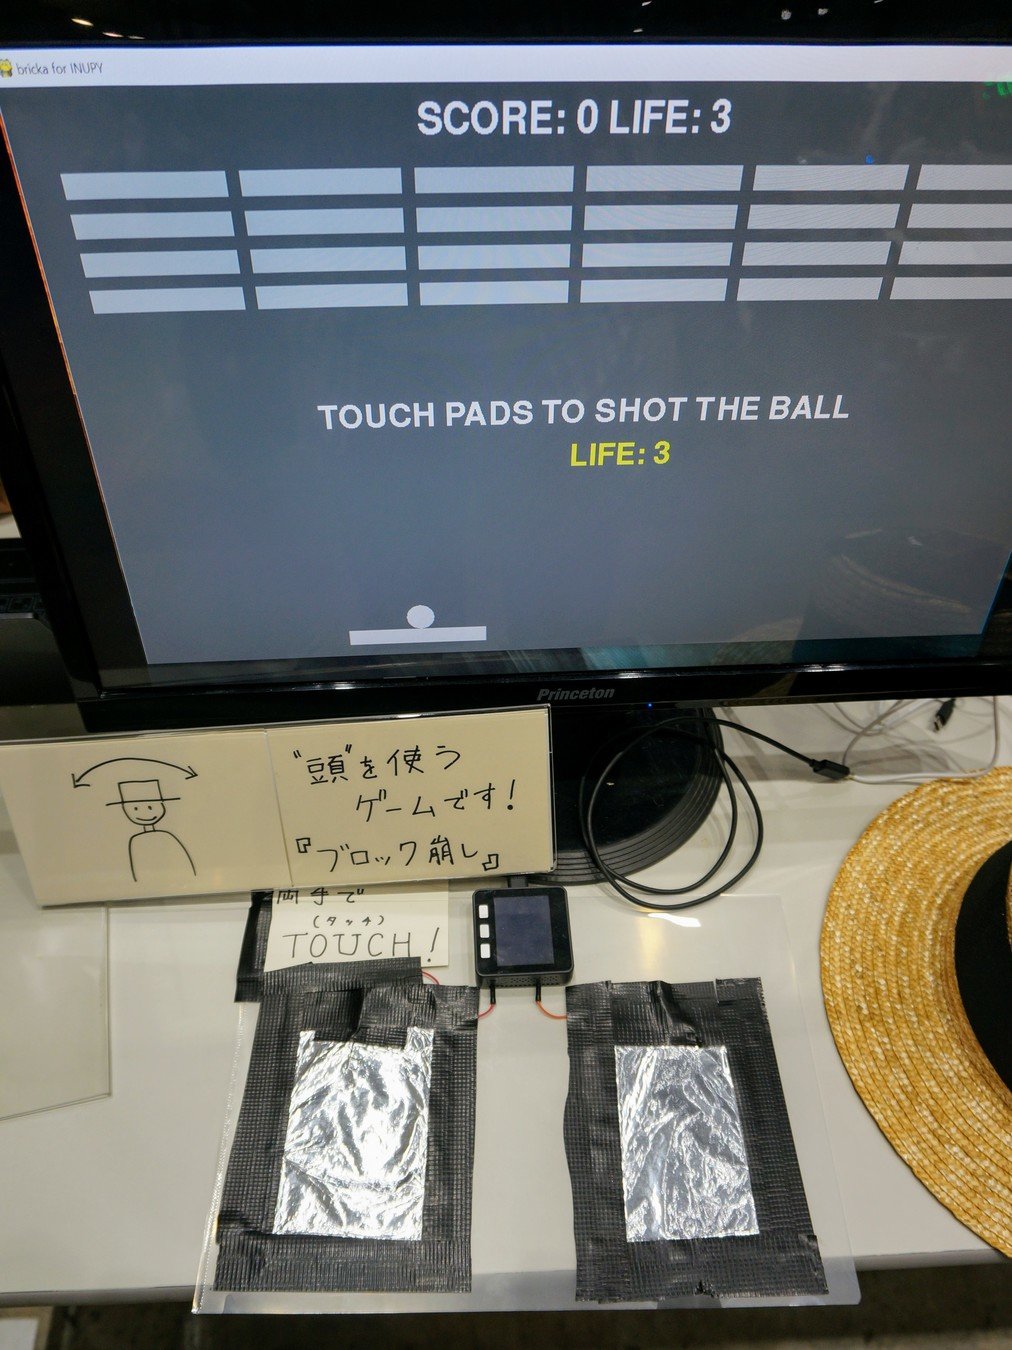 bricka for INUPY
SCORE: 0 LIFE: 3
TOUCH PADS TO SHOT THE BALL
LIFE: 3
Princeton
"頭"を使う
ゲームです!
『ブロック崩し』
両手で
(タッチ)
TOUCH!